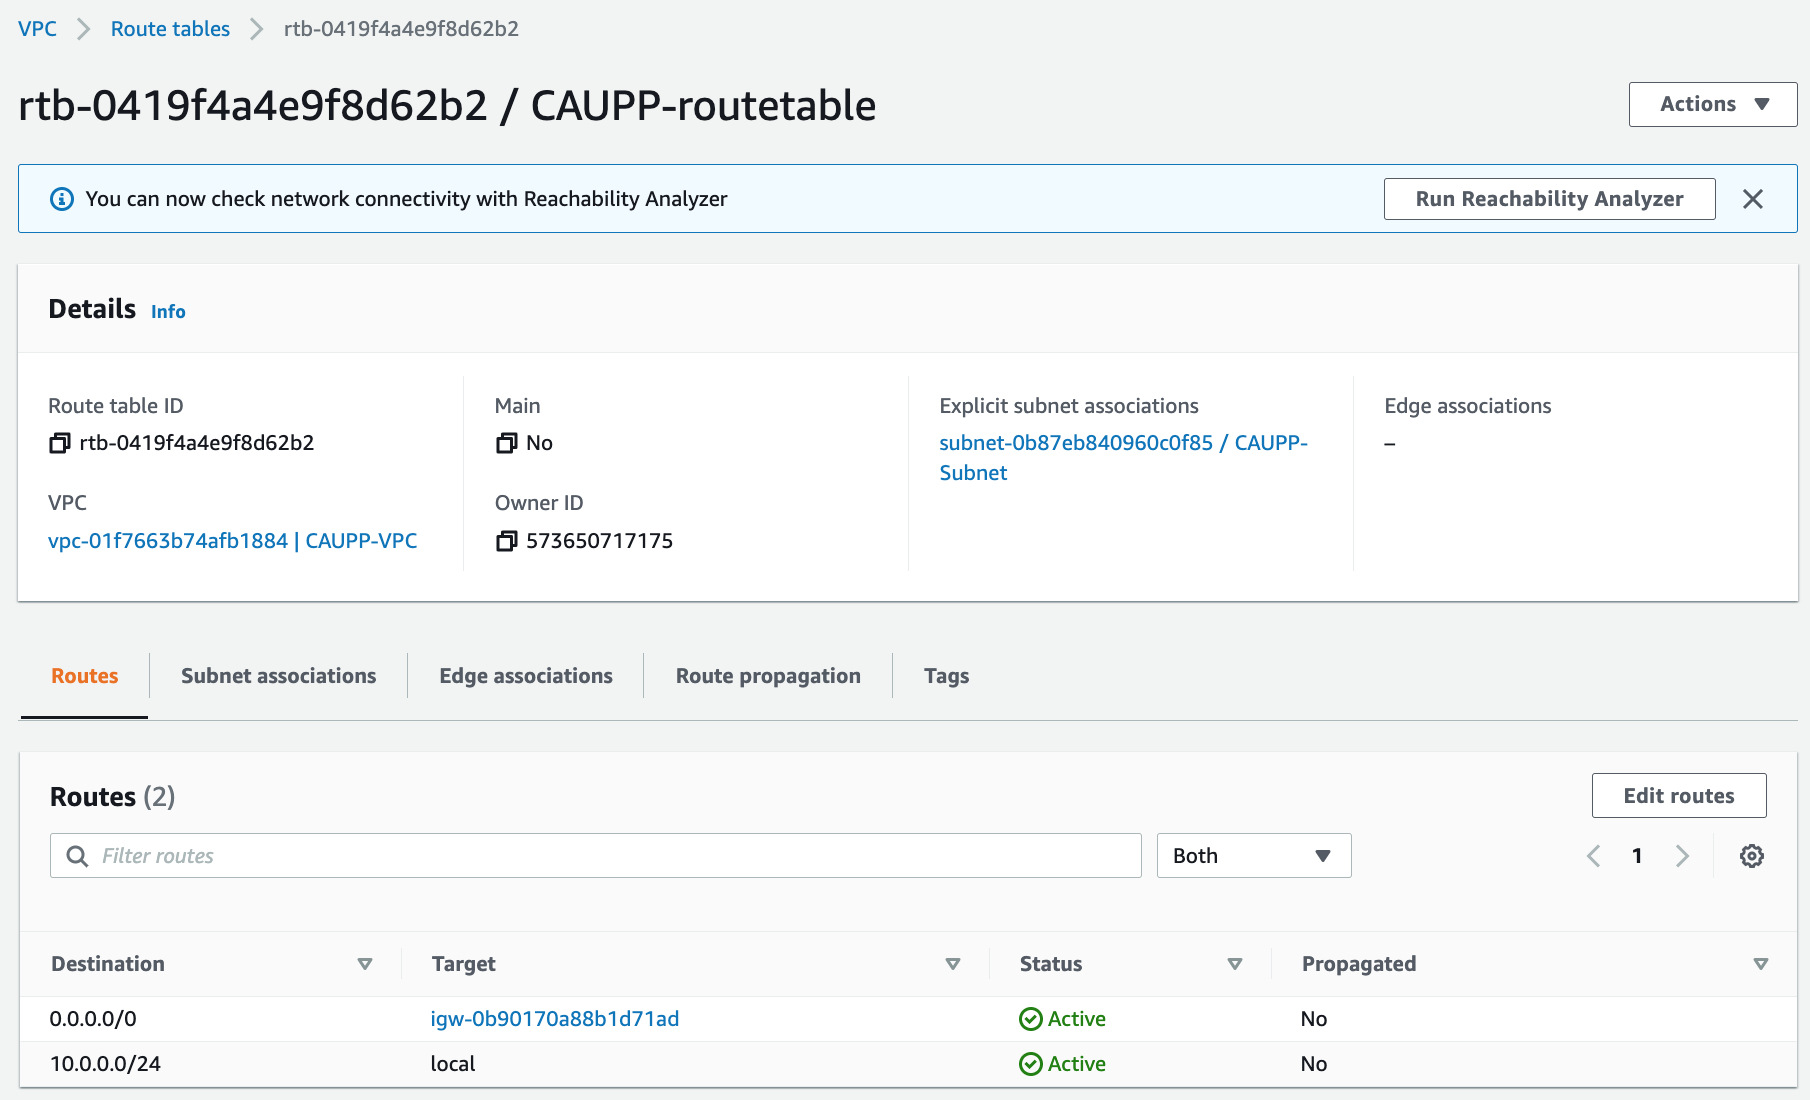 VPC > Route tables > rtb-0419f4a4e9f8d62b2
rtb-0419f4a4e9f8d62b2 / CAUPP-routetable
Actions
You can now check network connectivity with Reachability Analyzer
Run Reachability Analyzer
Details Info
Route table ID
rtb-0419f4a4e9f8d62b2
VPC
vpc-01f7663b74afb1884 | CAUPP-VPC
Main
No
Owner ID
573650717175
Explicit subnet associations
subnet-0b87eb840960c0f85 / CAUPP-
Subnet
Edge associations
–
Routes Subnet associations Edge associations Route propagation Tags
Routes (2)
Edit routes
Filter routes
Both
1
Destination Target Status Propagated
0.0.0.0/0 igw-0b90170a88b1d71ad Active No
10.0.0.0/24 local Active No